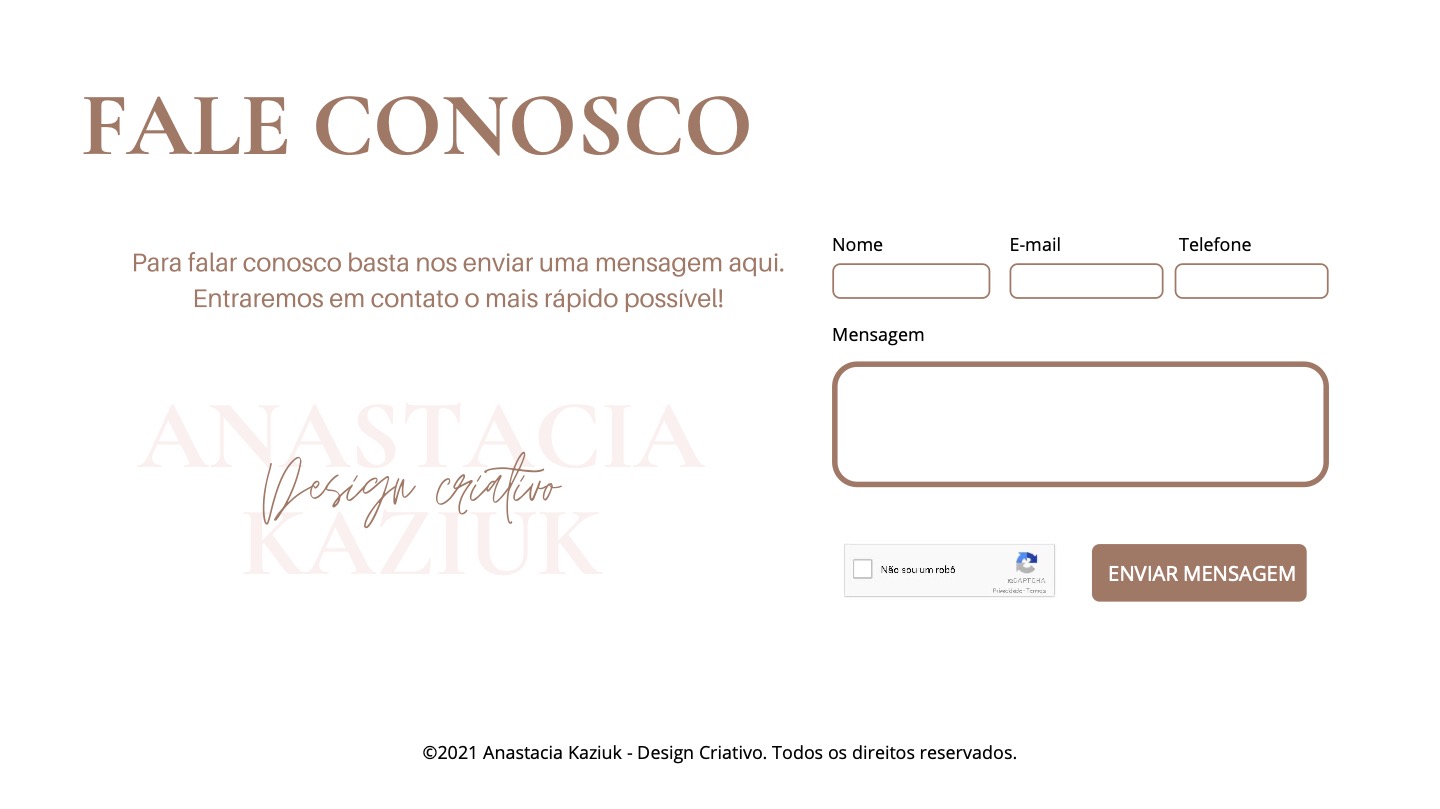 FALE CONOSCO
Para falar conosco basta nos enviar uma mensagem aqui.
Entraremos em contato o mais rápido possível!
ANASTACIA
Design criativo
KAZIUK
Nome E-mail Telefone
Mensagem
Não sou um robô
reCAPTCHA
Privacidade - Termos
ENVIAR MENSAGEM
©2021 Anastacia Kaziuk - Design Criativo. Todos os direitos reservados.